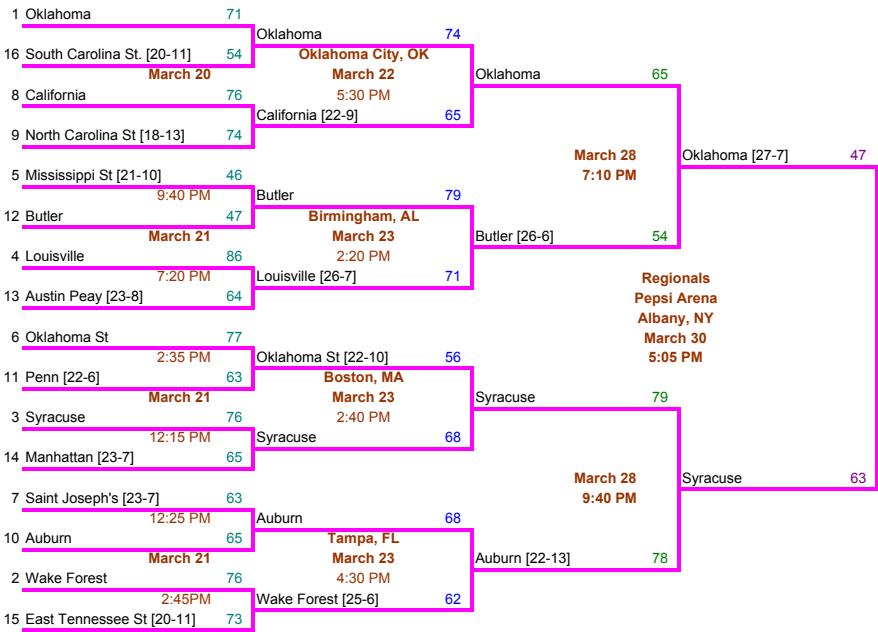 1 Oklahoma 71
Oklahoma 74
16 South Carolina St. [20-11] 54
Oklahoma City, OK
March 20
March 22
Oklahoma 65
8 California 76
5:30 PM
California [22-9] 65
9 North Carolina St [18-13] 74
March 28
Oklahoma [27-7] 47
5 Mississippi St [21-10] 46
7:10 PM
9:40 PM
Butler 79
12 Butler 47
Birmingham, AL
March 21
March 23
Butler [26-6] 54
4 Louisville 86
2:20 PM
7:20 PM
Louisville [26-7] 71
Regionals
13 Austin Peay [23-8] 64
Pepsi Arena
Albany, NY
6 Oklahoma St 77
March 30
2:35 PM
Oklahoma St [22-10] 56
5:05 PM
11 Penn [22-6] 63
Boston, MA
March 21
March 23
Syracuse 79
3 Syracuse 76
2:40 PM
12:15 PM
Syracuse 68
14 Manhattan [23-7] 65
March 28
Syracuse 63
7 Saint Joseph's [23-7] 63
9:40 PM
12:25 PM
Auburn 68
10 Auburn 65
Tampa, FL
March 21
March 23
Auburn [22-13] 78
2 Wake Forest 76
4:30 PM
2:45PM
Wake Forest [25-6] 62
15 East Tennessee St [20-11] 73